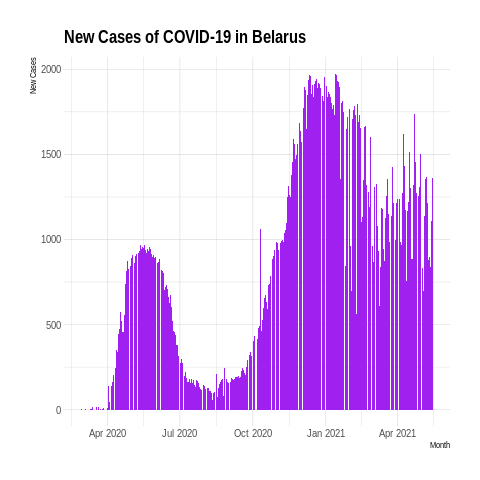 New Cases of COVID-19 in Belarus
New Cases
2000
1500
1000
500
0
Apr 2020
Jul 2020
Oct 2020
Jan 2021
Apr 2021
Month